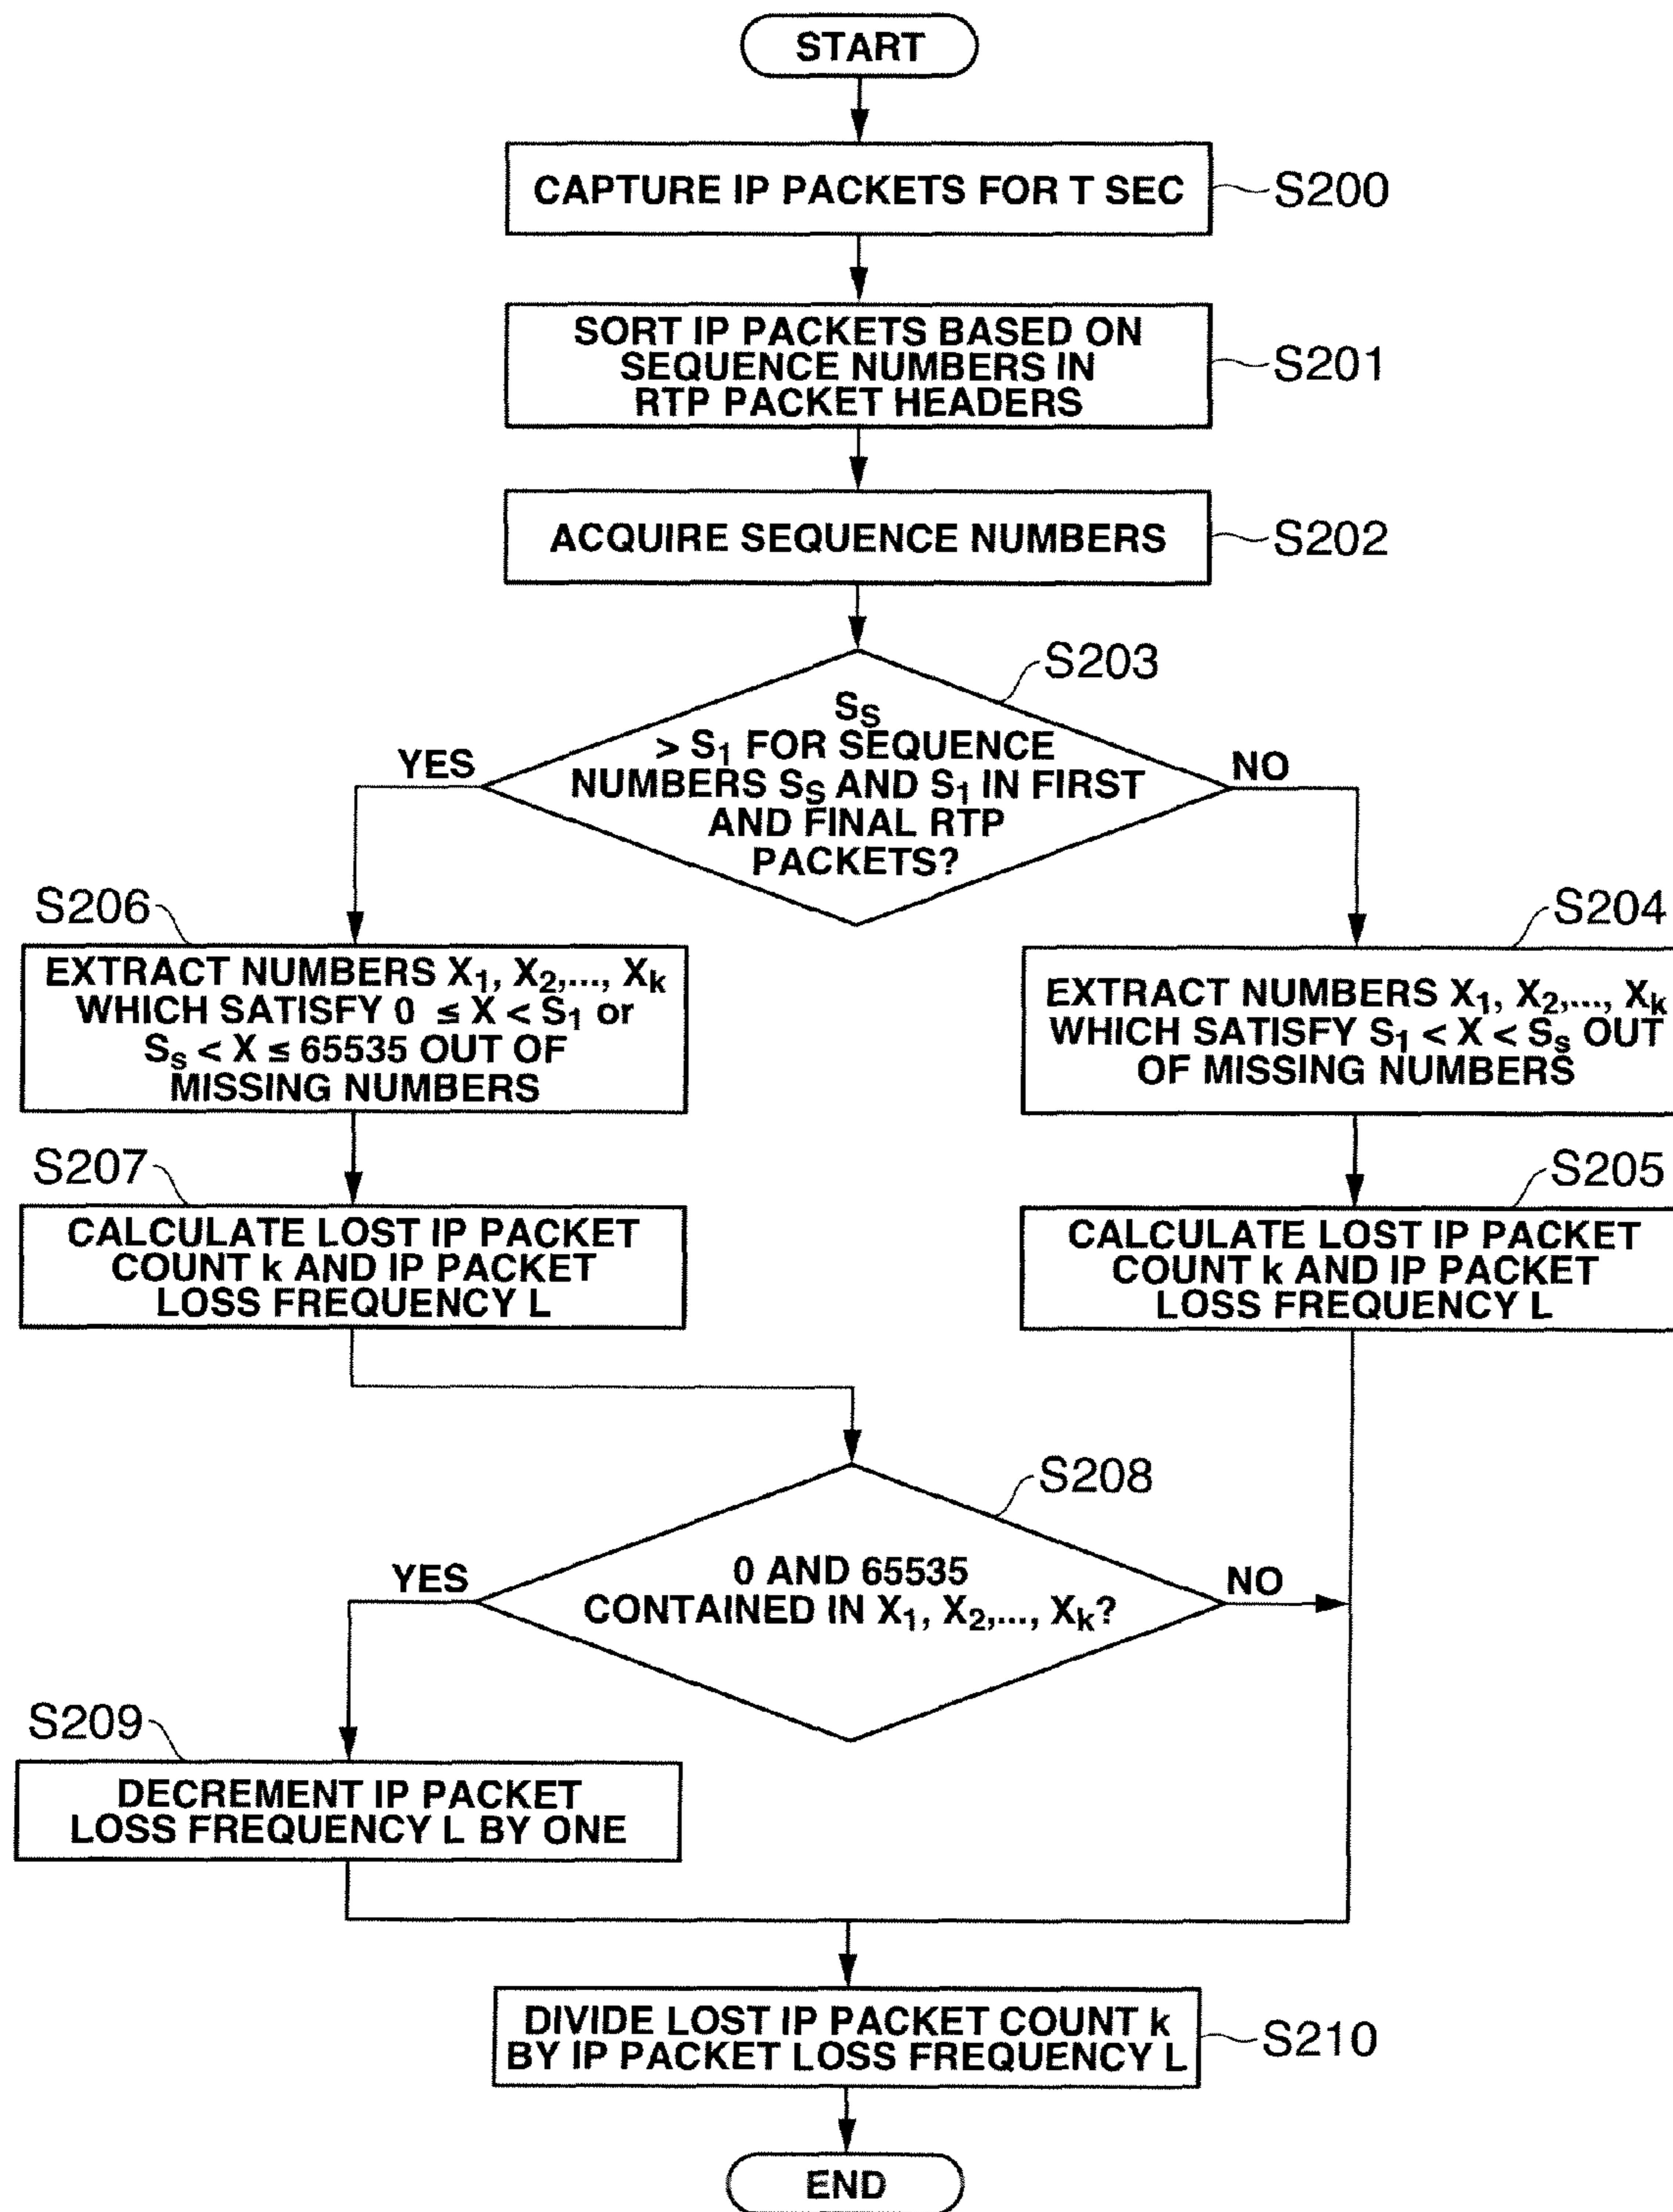 START
CAPTURE IP PACKETS FOR T SEC
S200
SORT IP PACKETS BASED ON
SEQUENCE NUMBERS IN
RTP PACKET HEADERS
S201
ACQUIRE SEQUENCE NUMBERS
S202
S203
SS
> S1 FOR SEQUENCE
NUMBERS SS AND S1 IN FIRST
AND FINAL RTP
PACKETS?
YES
NO
S206
EXTRACT NUMBERS X1, X2,..., Xk
WHICH SATISFY 0 ≤ X < S1 or
Ss < X ≤ 65535 OUT OF
MISSING NUMBERS
S204
EXTRACT NUMBERS X1, X2,..., Xk
WHICH SATISFY S1 < X < Ss OUT
OF MISSING NUMBERS
S207
CALCULATE LOST IP PACKET
COUNT k AND IP PACKET
LOSS FREQUENCY L
S205
CALCULATE LOST IP PACKET
COUNT k AND IP PACKET
LOSS FREQUENCY L
S208
0 AND 65535
CONTAINED IN X1, X2,..., Xk?
YES
NO
S209
DECREMENT IP PACKET
LOSS FREQUENCY L BY ONE
DIVIDE LOST IP PACKET COUNT k
BY IP PACKET LOSS FREQUENCY L
S210
END